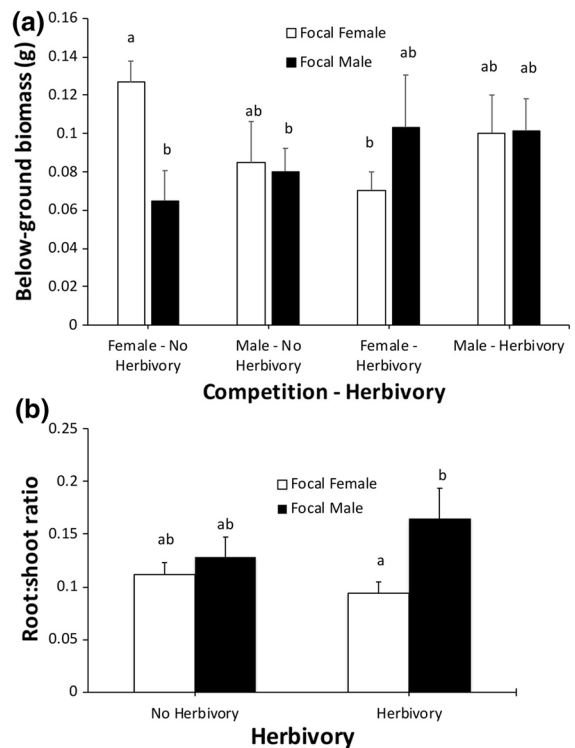 (a)
Below-ground biomass (g)
0.16
0.14
0.12
0.1
0.08
0.06
0.04
0.02
0
Focal Female
Focal Male
a
b
ab
b
b
ab
ab
ab
Female - No Herbivory
Male - No Herbivory
Female - Herbivory
Male - Herbivory
Competition - Herbivory
(b)
Root:shoot ratio
0.25
0.2
0.15
0.1
0.05
0
Focal Female
Focal Male
ab
ab
a
b
No Herbivory
Herbivory
Herbivory